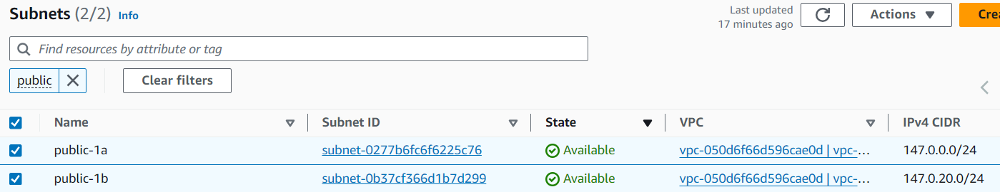 Subnets (2/2) Info
Last updated
17 minutes ago
Actions
Crea
Find resources by attribute or tag
public
Clear filters
Name Subnet ID State VPC IPv4 CIDR
public-1a subnet-0277b6fc6f6225c76 Available vpc-050d6f66d596cae0d | vpc-... 147.0.0.0/24
public-1b subnet-0b37cf366d1b7d299 Available vpc-050d6f66d596cae0d | vpc-... 147.0.20.0/24